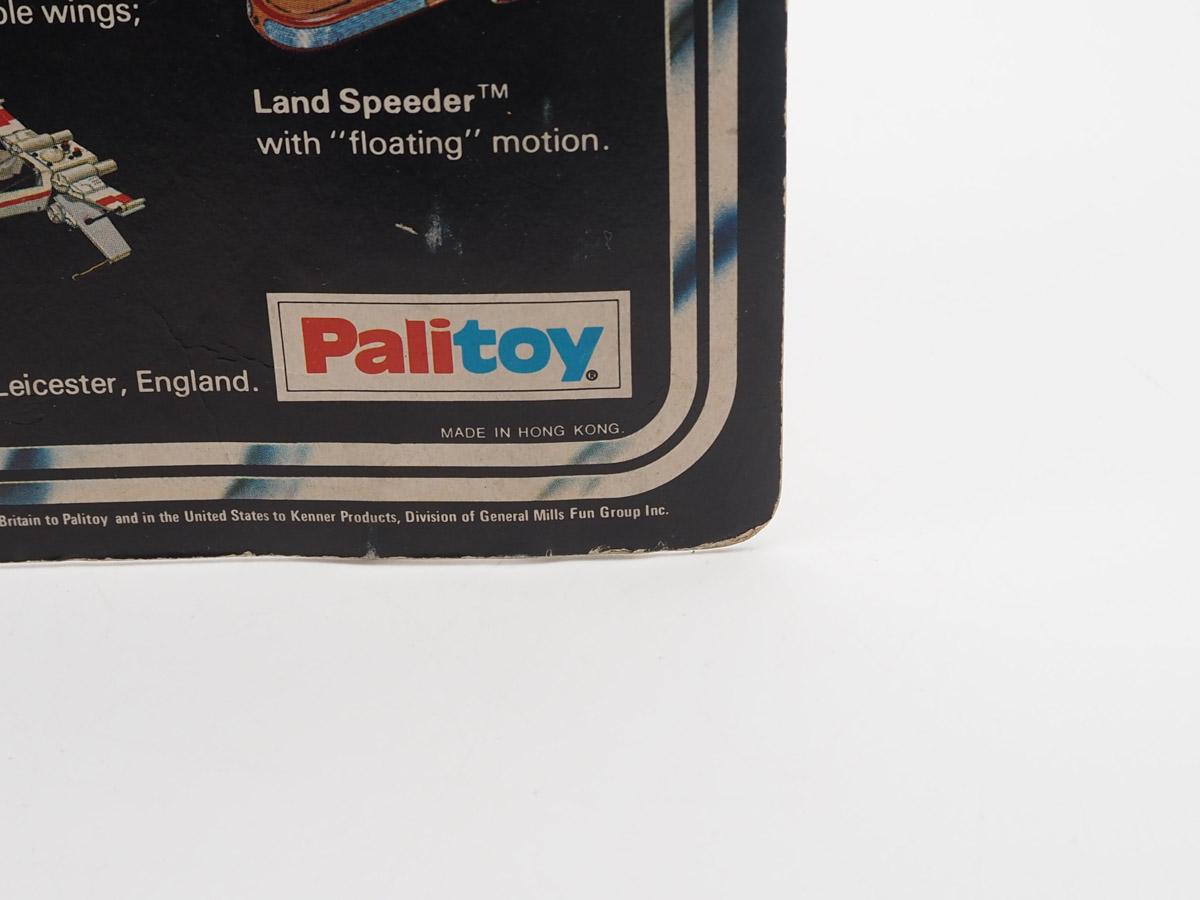 ble wings;
Land Speeder™
with "floating" motion.
Palitoy®
Leicester, England.
MADE IN HONG KONG.
Britain to Palitoy and in the United States to Kenner Products, Division of General Mills Fun Group Inc.